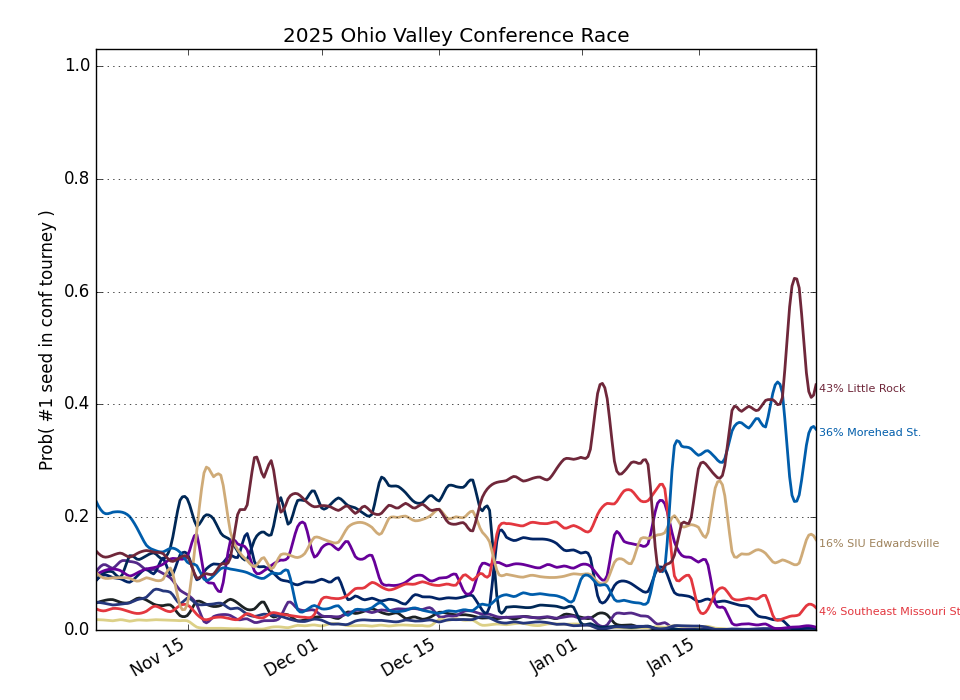 2025 Ohio Valley Conference Race
Prob( #1 seed in conf tourney )
1.0
0.8
0.6
0.4
0.2
0.0
Nov 15
Dec 01
Dec 15
Jan 01
Jan 15
43% Little Rock
36% Morehead St.
16% SIU Edwardsville
4% Southeast Missouri St